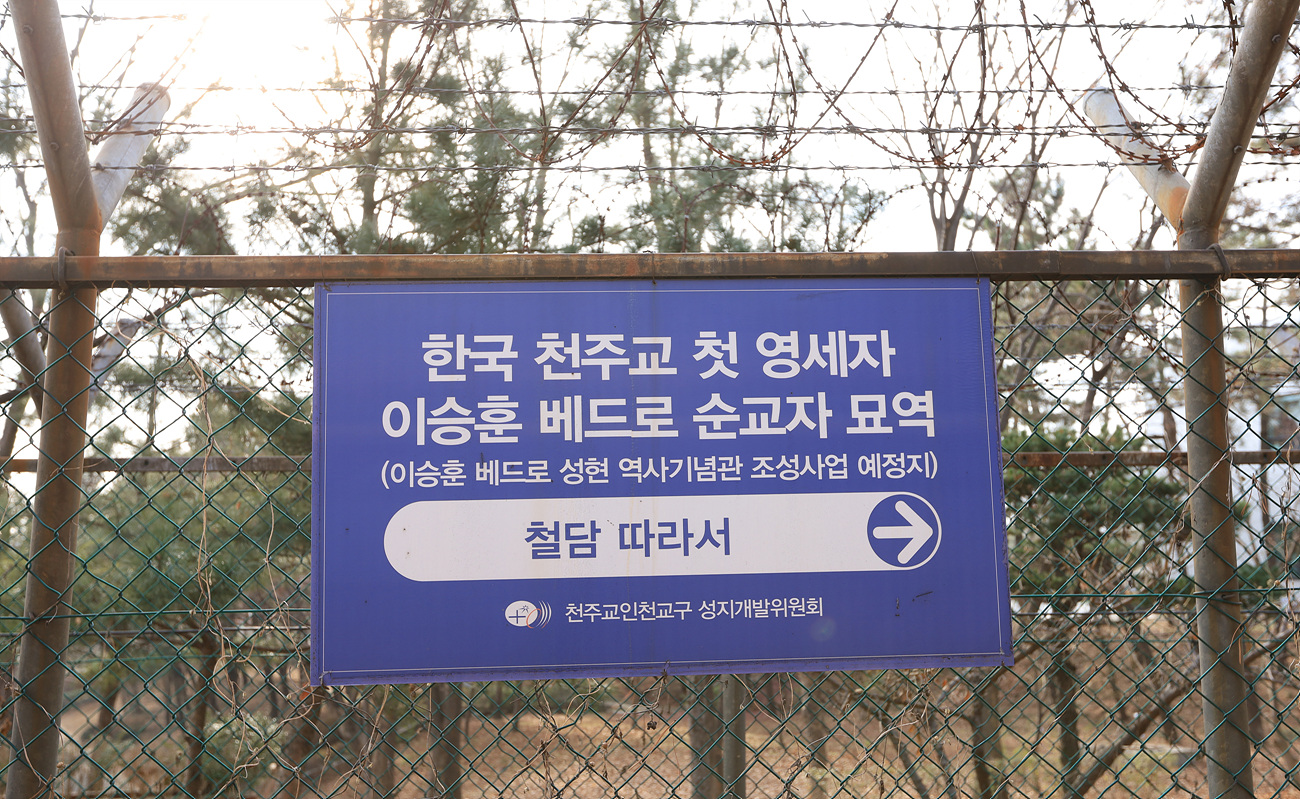 한국 천주교 첫 영세자
이승훈 베드로 순교자 묘역
(이승훈 베드로 성현 역사기념관 조성사업 예정지)
철담 따라서
천주교인천교구 성지개발위원회